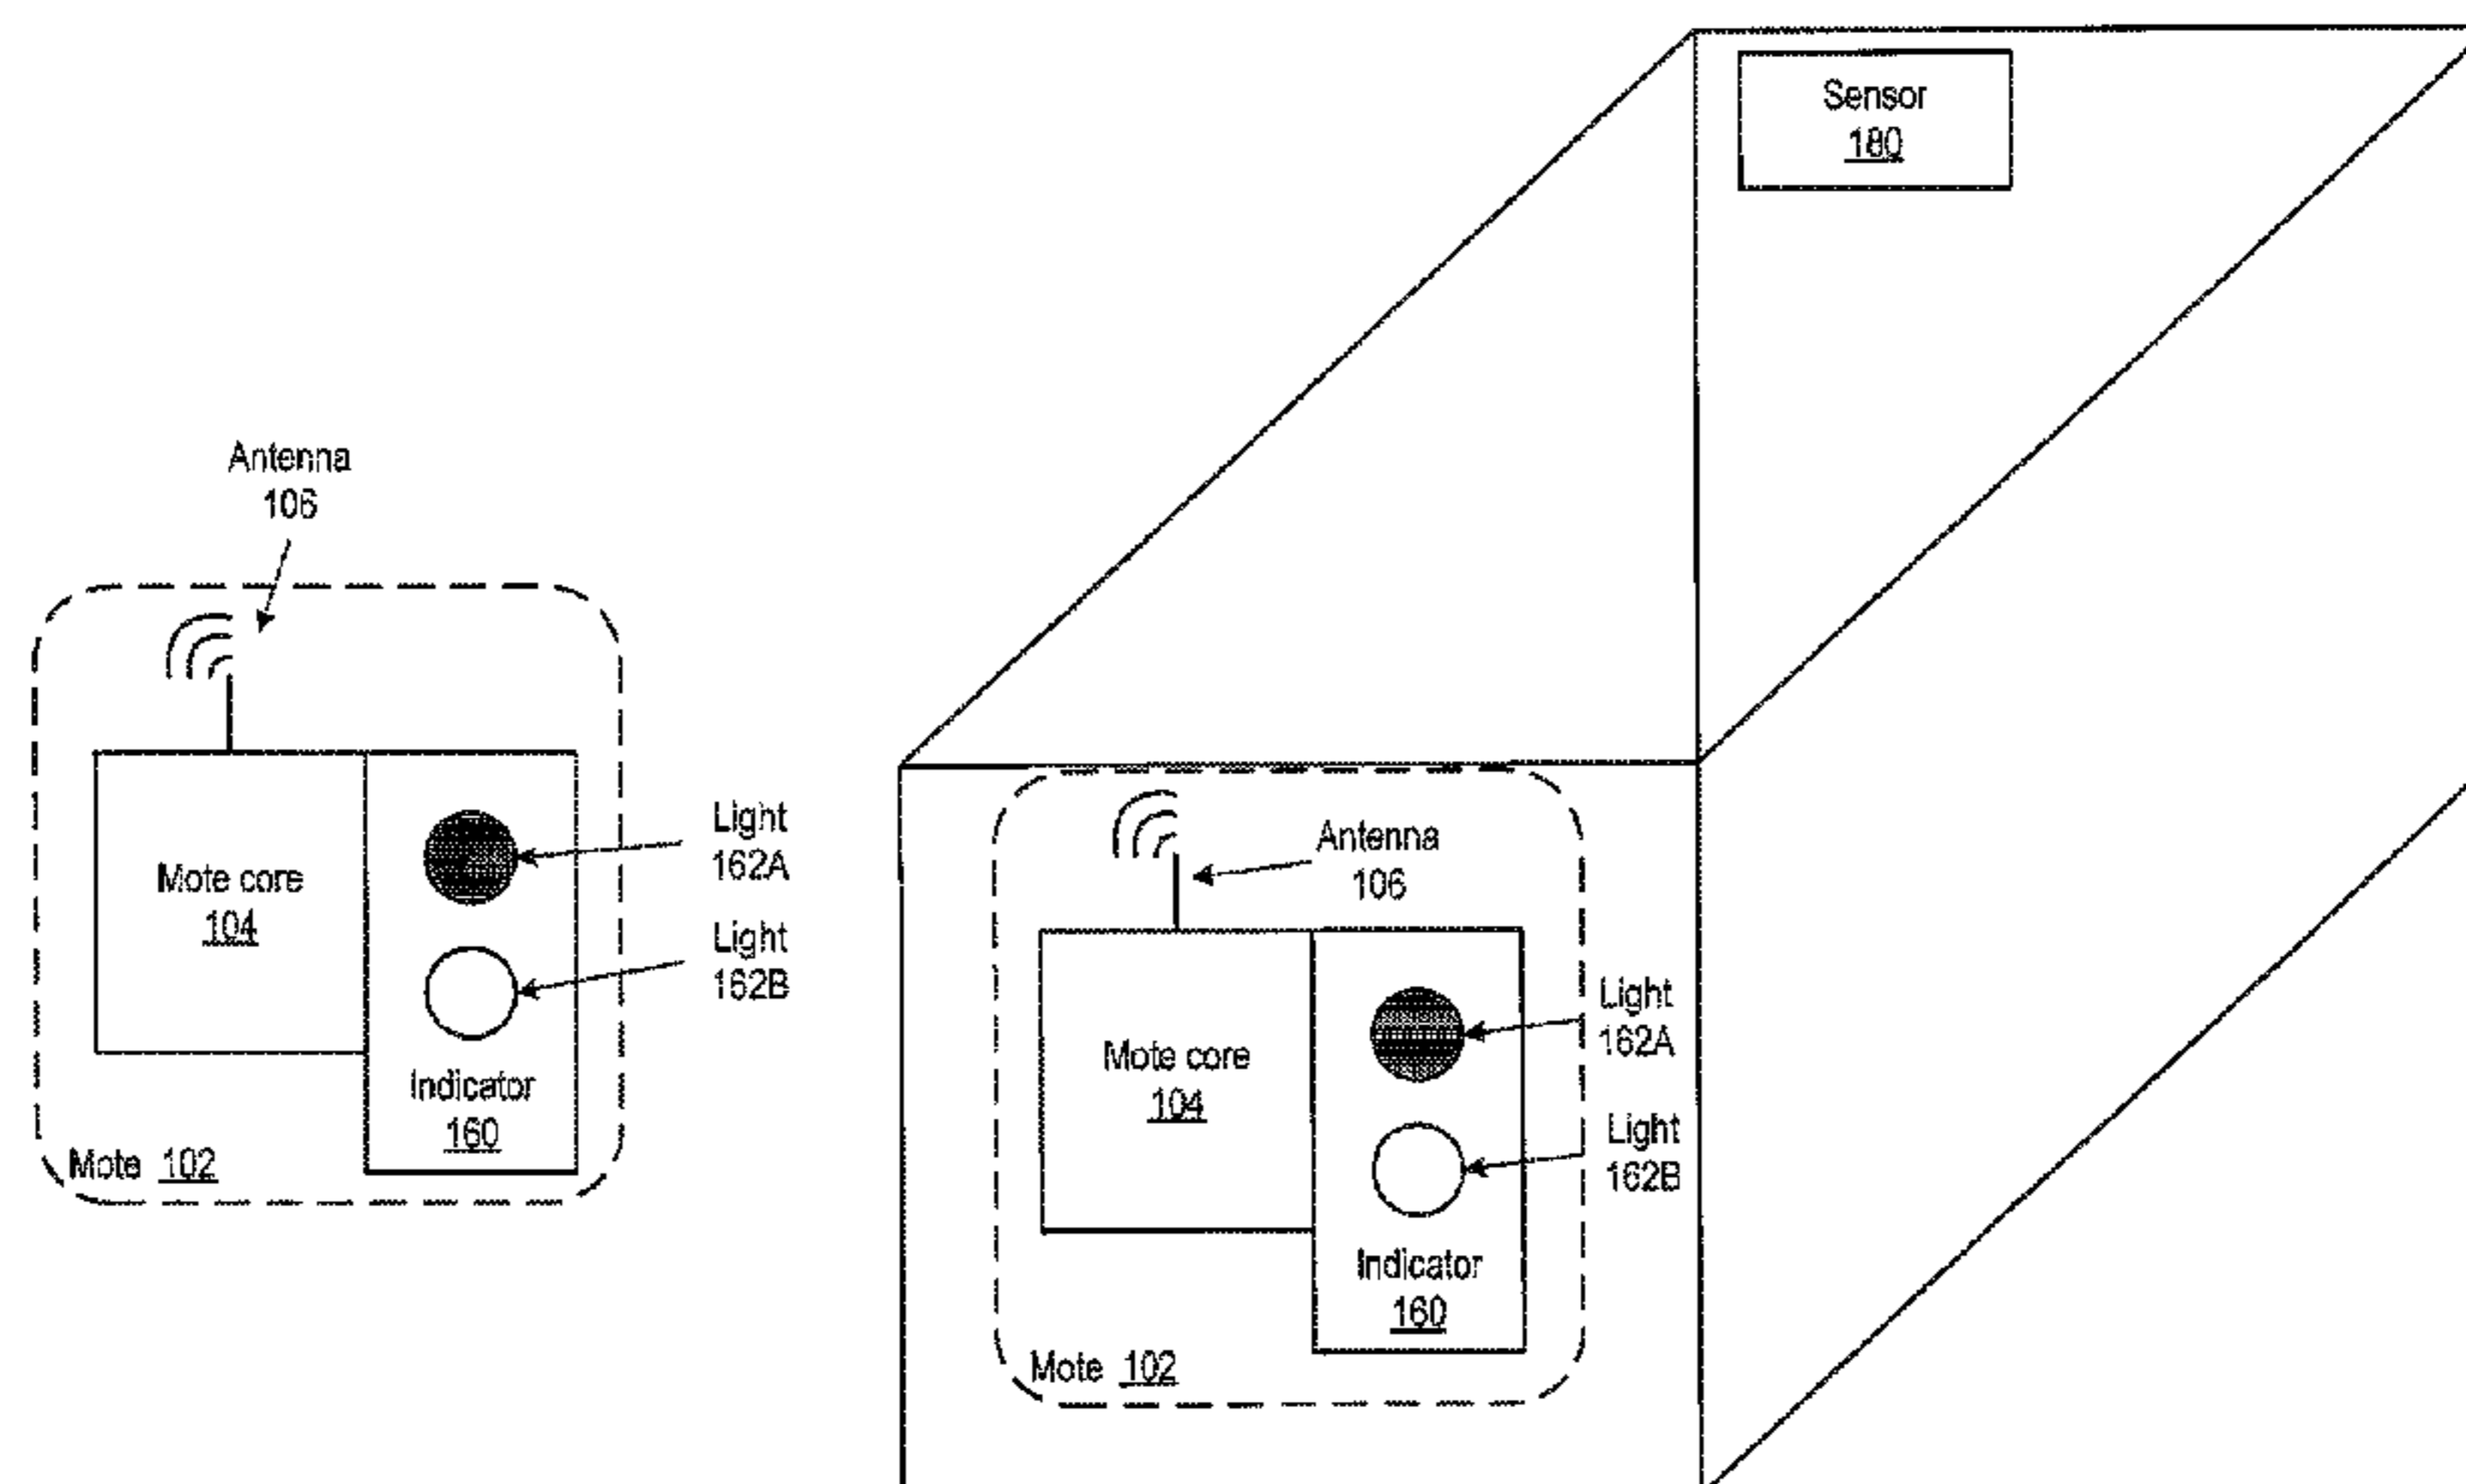 Sensor
180
Antenna
106
Mote core
104
Light
162A
Light
162B
Indicator
160
Mote 102
Antenna
106
Mote core
104
Light
162A
Light
162B
Indicator
160
Mote 102